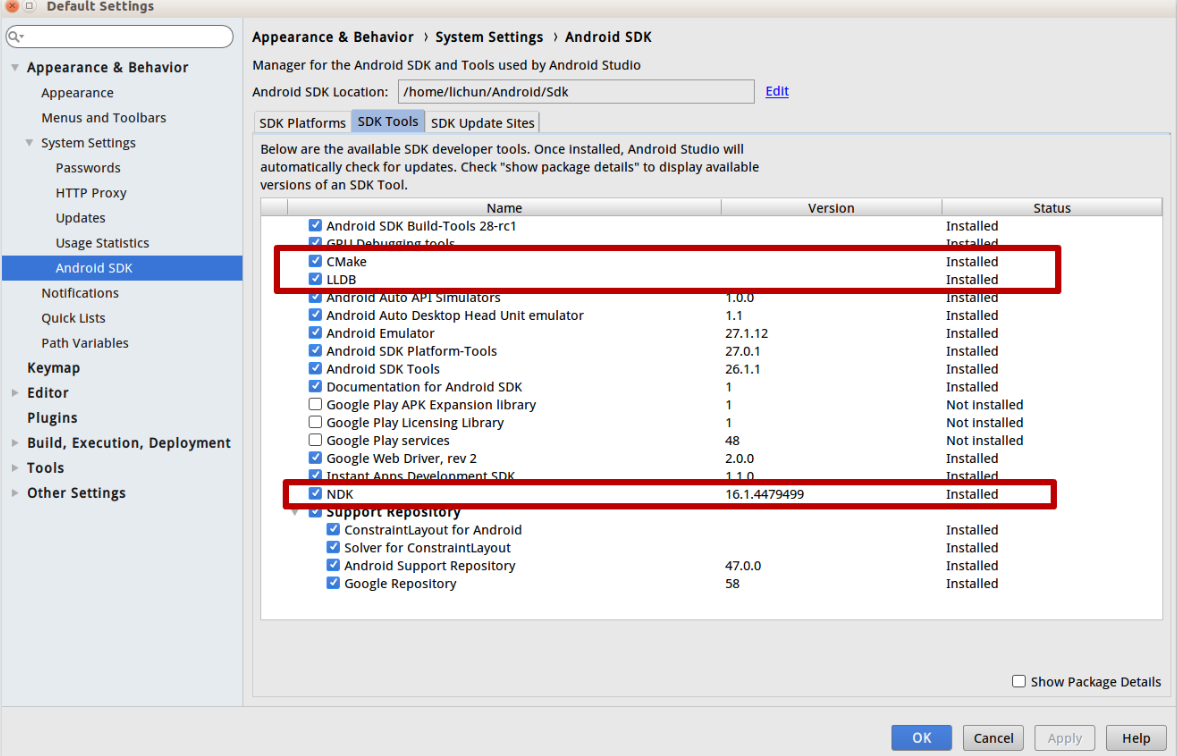 Default Settings
Appearance & Behavior
Appearance
Menus and Toolbars
System Settings
Passwords
HTTP Proxy
Updates
Usage Statistics
Android SDK
Notifications
Quick Lists
Path Variables
Keymap
Editor
Plugins
Build, Execution, Deployment
Tools
Other Settings
Appearance & Behavior › System Settings › Android SDK
Manager for the Android SDK and Tools used by Android Studio
Android SDK Location: /home/lichun/Android/Sdk Edit
SDK Platforms SDK Tools SDK Update Sites
Below are the available SDK developer tools. Once installed, Android Studio will
automatically check for updates. Check "show package details" to display available
versions of an SDK Tool.
Name Version Status
Android SDK Build-Tools 28-rc1 Installed
GPU Debugging tools Installed
CMake Installed
LLDB Installed
Android Auto API Simulators 1.0.0 Installed
Android Auto Desktop Head Unit emulator 1.1 Installed
Android Emulator 27.1.12 Installed
Android SDK Platform-Tools 27.0.1 Installed
Android SDK Tools 26.1.1 Installed
Documentation for Android SDK 1 Installed
Google Play APK Expansion library 1 Not installed
Google Play Licensing Library 1 Not installed
Google Play services 48 Not installed
Google Web Driver, rev 2 2.0.0 Installed
Instant Apps Development SDK 1.1.0 Installed
NDK 16.1.4479499 Installed
Support Repository
ConstraintLayout for Android Installed
Solver for ConstraintLayout Installed
Android Support Repository 47.0.0 Installed
Google Repository 58 Installed
Show Package Details
OK Cancel Apply Help